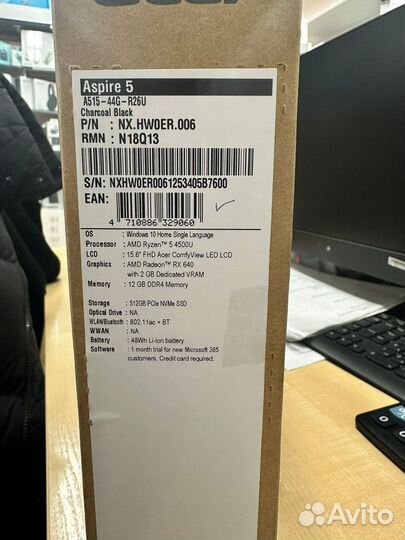 Aspire 5
A515-44G-R26U
Charcoal Black
P/N : NX.HW0ER.006
RMN : N18Q13
S/N: NXHW0ER0061253405B7600
EAN:
4 710886 329060
OS : Windows 10 Home Single Language
Processor : AMD Ryzen™ 5 4500U
LCD : 15.6" FHD Acer ComfyView LED LCD
Graphics : AMD Radeon™ RX 640
with 2 GB Dedicated VRAM
Memory : 12 GB DDR4 Memory
Storage : 512GB PCIe NVMe SSD
Optical Drive : NA
WLAN/Bluetooth : 802.11ac + BT
WWAN : NA
Battery : 48Wh Li-ion battery
Software : 1 month trial for new Microsoft 365
customers. Credit card required.
Avito